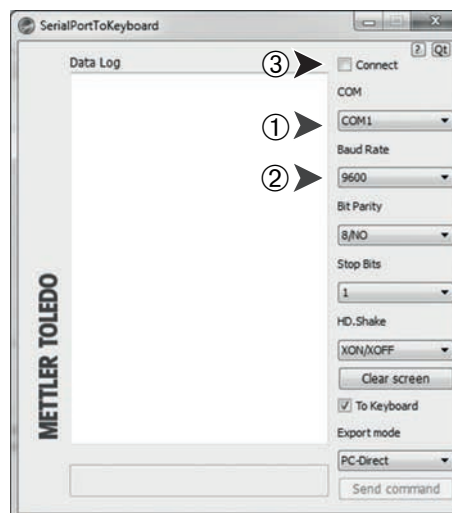 SerialPortToKeyboard
? Qt
Data Log
③ Connect
COM
① COM1
Baud Rate
② 9600
Bit Parity
8/NO
Stop Bits
1
HD.Shake
XON/XOFF
Clear screen
To Keyboard
Export mode
PC-Direct
Send command
METTLER TOLEDO